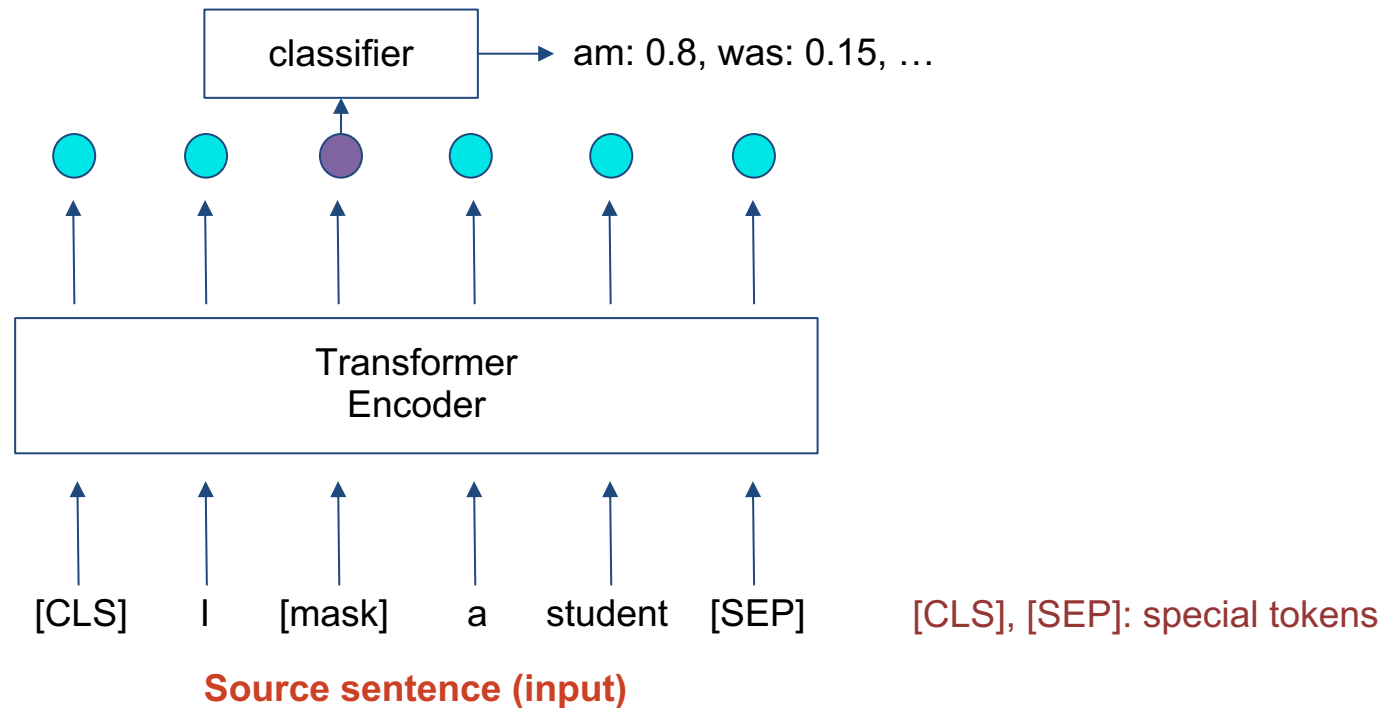 classifier
am: 0.8, was: 0.15, …
Transformer
Encoder
[CLS] I [mask] a student [SEP]
[CLS], [SEP]: special tokens
Source sentence (input)